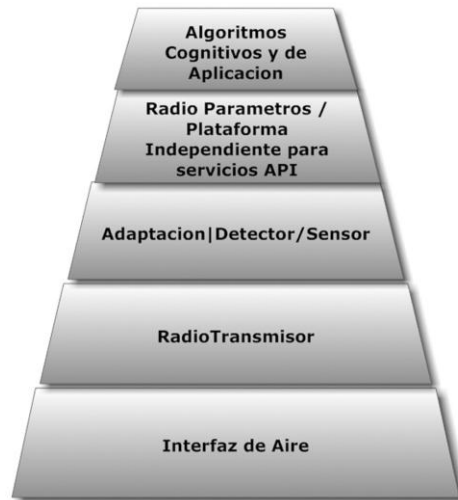 Algoritmos
Cognitivos y de
Aplicacion
Radio Parametros /
Plataforma
Independiente para
servicios API
Adaptacion|Detector/Sensor
RadioTransmisor
Interfaz de Aire